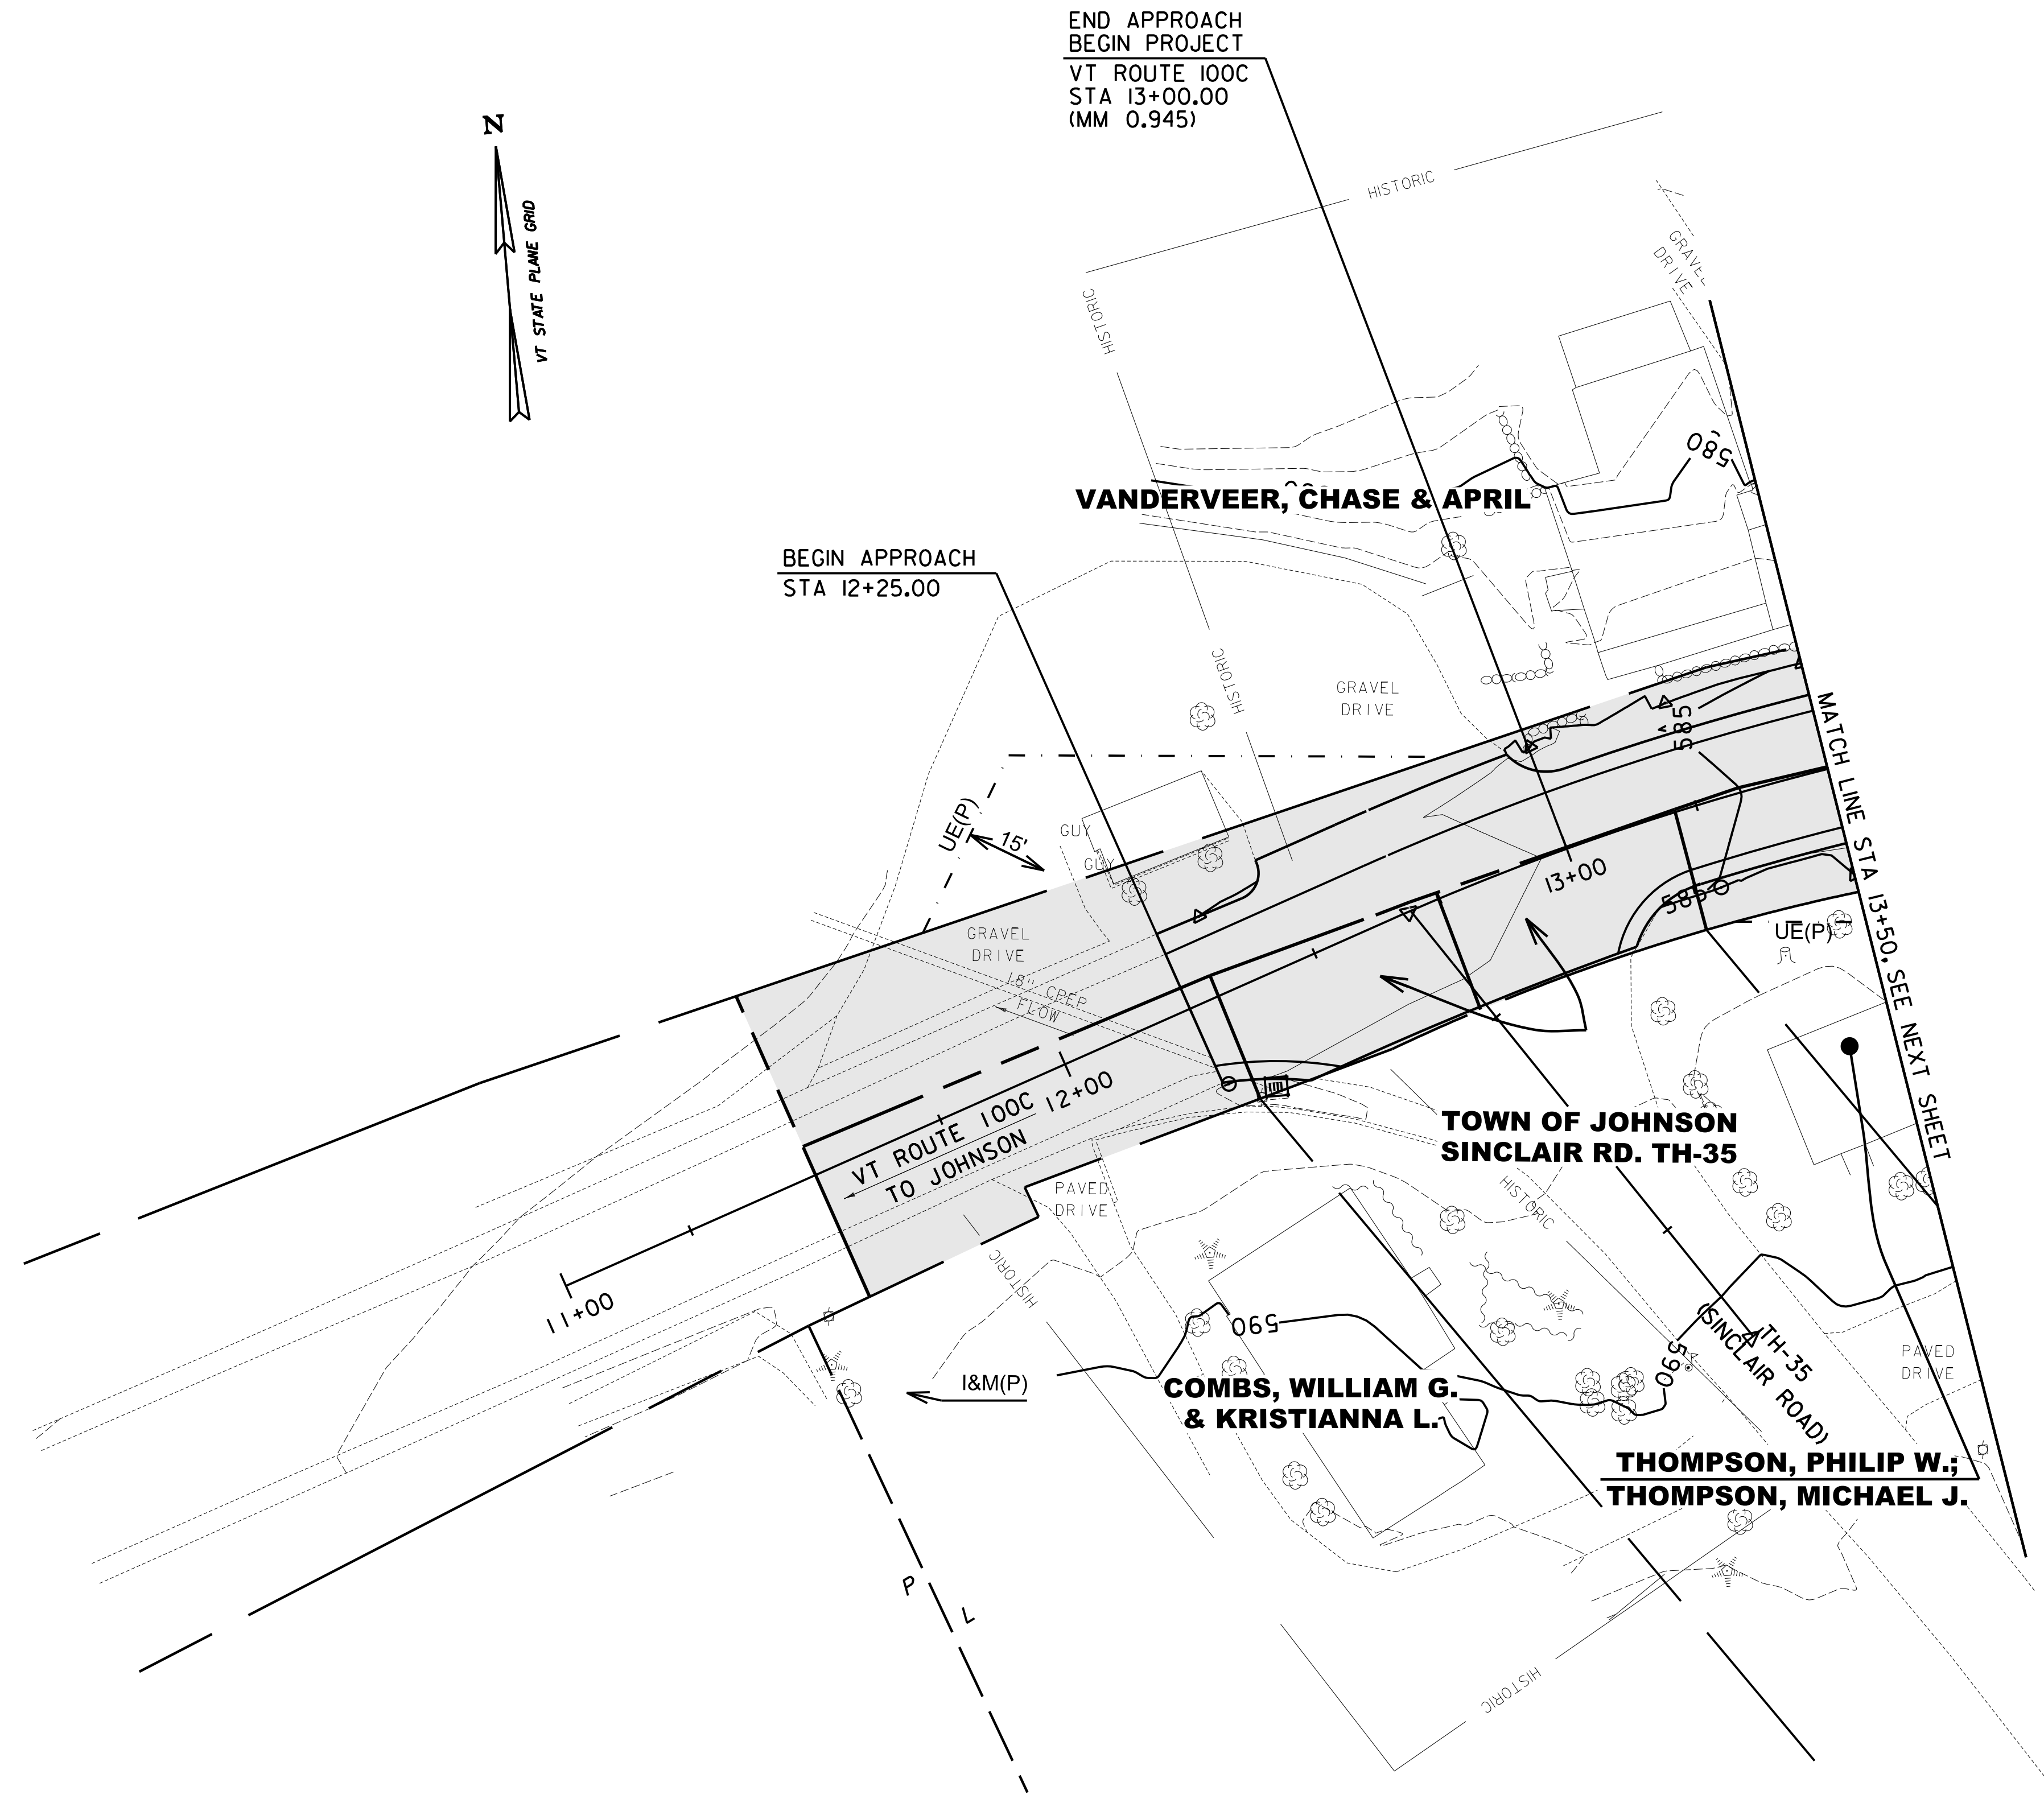 END APPROACH
BEGIN PROJECT
VT ROUTE 100C
STA 13+00.00
(MM 0.945)
N
VT STATE PLANE GRID
HISTORIC
GRAVEL
DRIVE
HISTORIC
580
VANDERVEER, CHASE & APRIL
BEGIN APPROACH
STA 12+25.00
HISTORIC
GRAVEL
DRIVE
585
MATCH LINE STA 13+50, SEE NEXT SHEET
UE(P)
15'
GUY
GUY
13+00
585
UE(P)
GRAVEL
DRIVE
18" CPEP
FLOW
12+00
VT ROUTE 100C
TO JOHNSON
TOWN OF JOHNSON
SINCLAIR RD. TH-35
PAVED
DRIVE
HISTORIC
HISTORIC
11+00
590
590
TH-35
(SINCLAIR ROAD)
PAVED
DRIVE
I&M(P)
COMBS, WILLIAM G.
& KRISTIANNA L.
THOMPSON, PHILIP W.;
THOMPSON, MICHAEL J.
P
L
HISTORIC